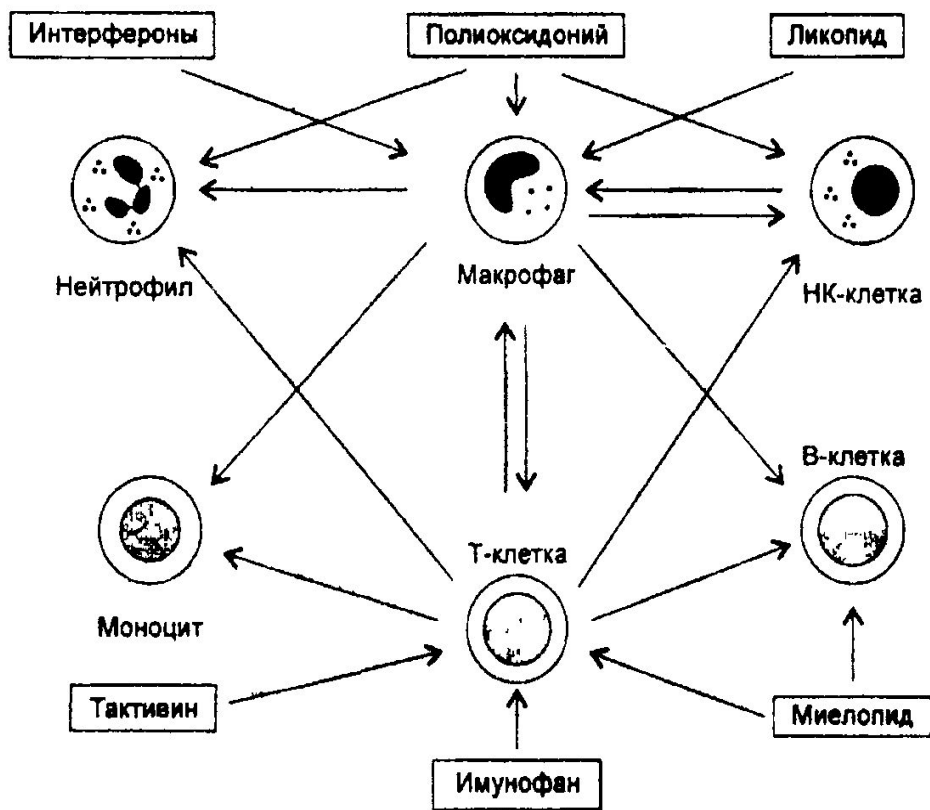 Интерфероны
Полиоксидоний
Ликопид
Нейтрофил
Макрофаг
НК-клетка
В-клетка
Т-клетка
Моноцит
Тактивин
Миелопид
Имунофан